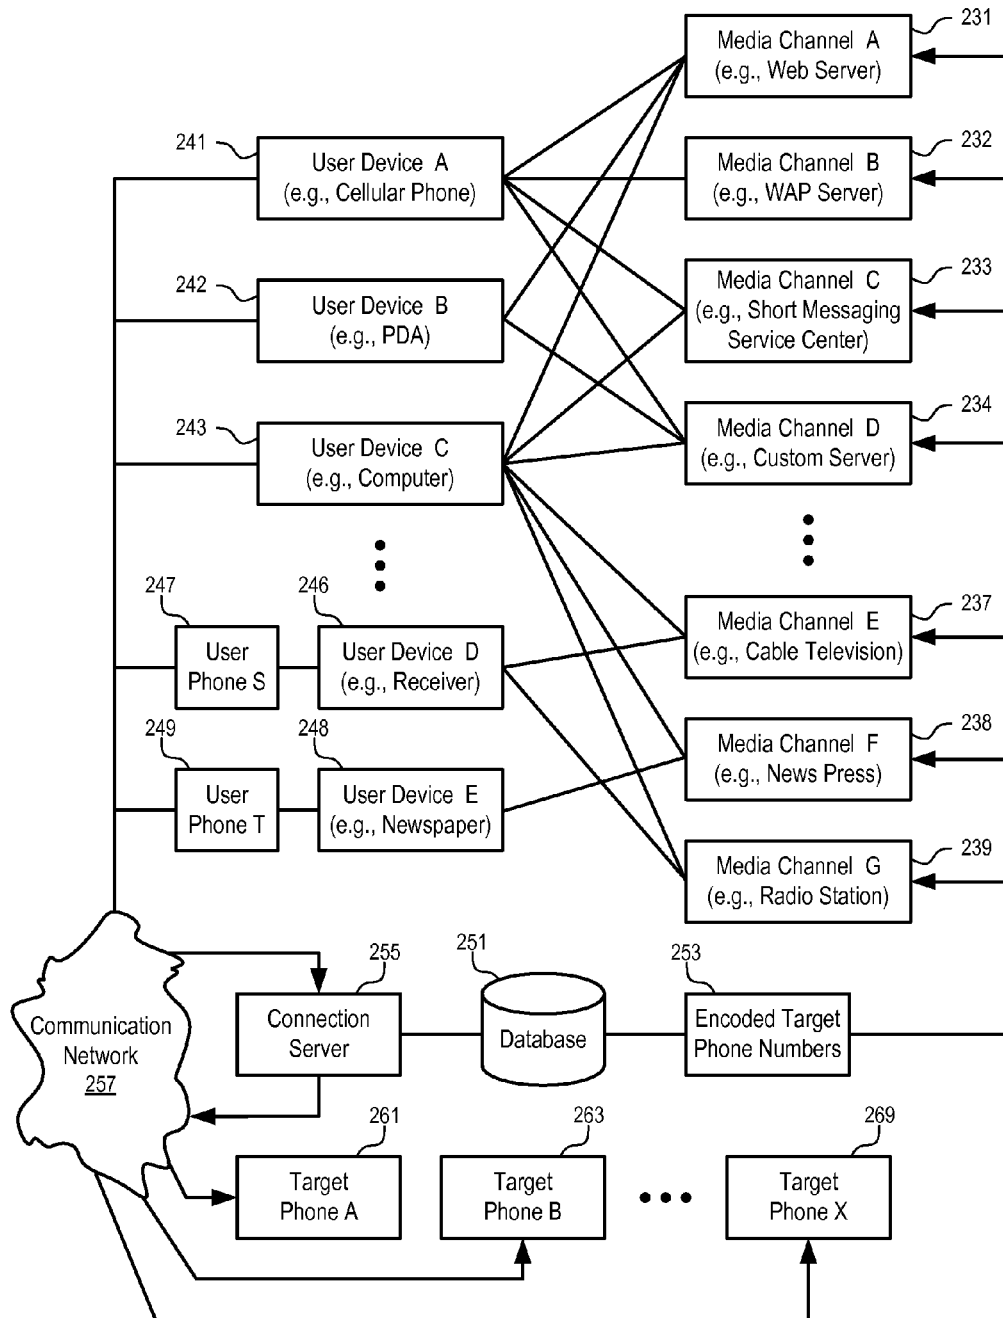 231
Media Channel A
(e.g., Web Server)
241
User Device A
(e.g., Cellular Phone)
232
Media Channel B
(e.g., WAP Server)
242
User Device B
(e.g., PDA)
233
Media Channel C
(e.g., Short Messaging
Service Center)
243
User Device C
(e.g., Computer)
234
Media Channel D
(e.g., Custom Server)
247
User
Phone S
246
User Device D
(e.g., Receiver)
237
Media Channel E
(e.g., Cable Television)
249
User
Phone T
248
User Device E
(e.g., Newspaper)
238
Media Channel F
(e.g., News Press)
239
Media Channel G
(e.g., Radio Station)
Communication
Network
257
255
Connection
Server
251
Database
253
Encoded Target
Phone Numbers
261
Target
Phone A
263
Target
Phone B
269
Target
Phone X